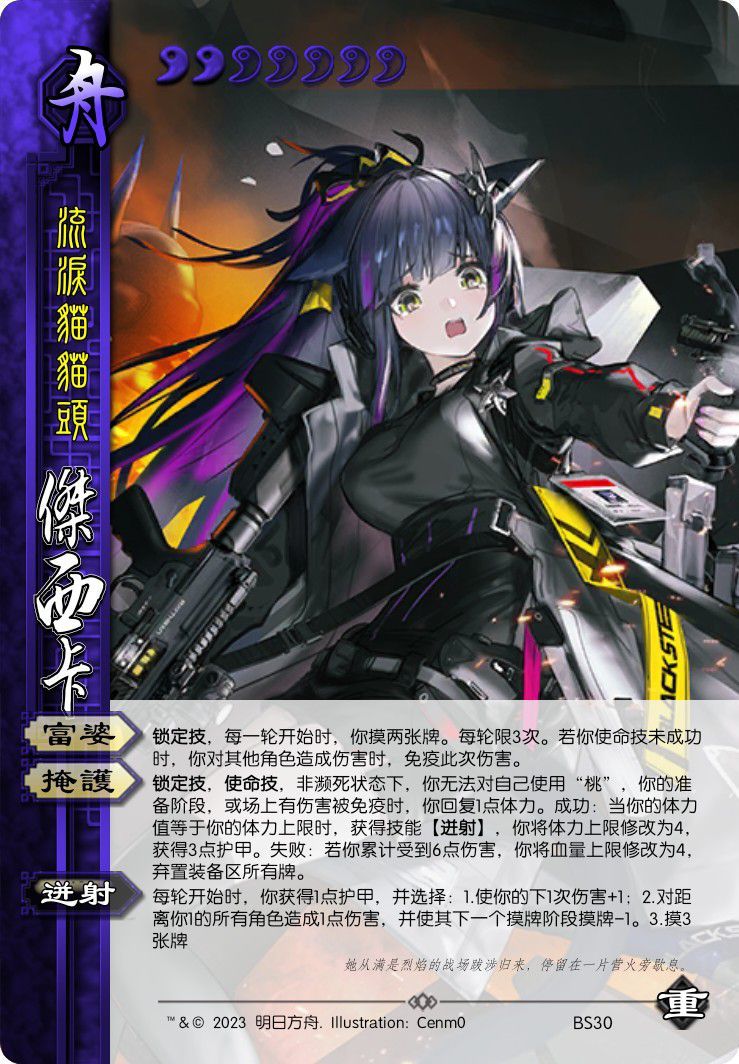 舟
流淚貓貓頭
傑西卡
BLACKSTEEL
富婆
锁定技，每一轮开始时，你摸两张牌。每轮限3次。若你使命技未成功
时，你对其他角色造成伤害时，免疫此次伤害。
掩護
锁定技，使命技，非濒死状态下，你无法对自己使用“桃”，你的准
备阶段，或场上有伤害被免疫时，你回复1点体力。成功：当你的体力
值等于你的体力上限时，获得技能【迸射】，你将体力上限修改为4，
获得3点护甲。失败：若你累计受到6点伤害，你将血量上限修改为4，
弃置装备区所有牌。
迸射
每轮开始时，你获得1点护甲，并选择：1.使你的下1次伤害+1；2.对距
离你1的所有角色造成1点伤害，并使其下一个摸牌阶段摸牌-1。3.摸3
张牌
她从满是烈焰的战场跋涉归来，停留在一片营火旁歇息。
重
™ & © 2023 明日方舟. Illustration: Cenm0
BS30